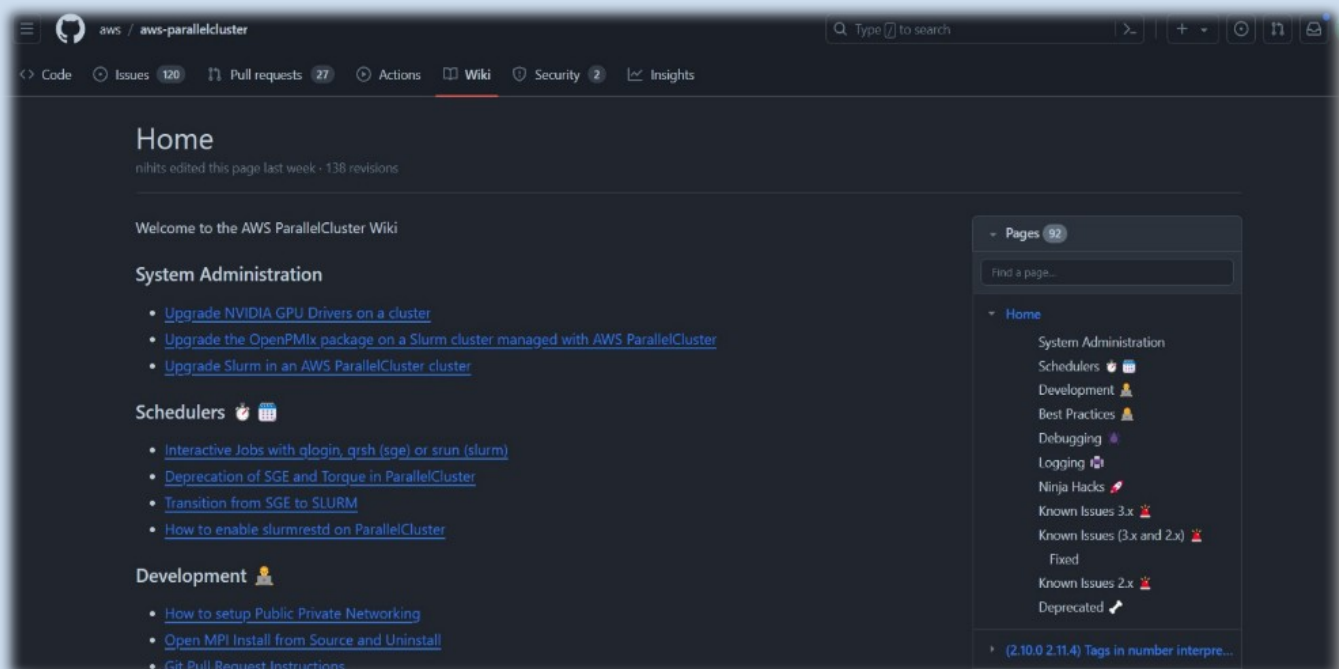 aws / aws-parallelcluster
Type / to search
Code
Issues 120
Pull requests 27
Actions
Wiki
Security 2
Insights
Home
nihits edited this page last week · 138 revisions
Welcome to the AWS ParallelCluster Wiki
System Administration
Upgrade NVIDIA GPU Drivers on a cluster
Upgrade the OpenPMIx package on a Slurm cluster managed with AWS ParallelCluster
Upgrade Slurm in an AWS ParallelCluster cluster
Schedulers
Interactive Jobs with qlogin, qrsh (sge) or srun (slurm)
Deprecation of SGE and Torque in ParallelCluster
Transition from SGE to SLURM
How to enable slurmrestd on ParallelCluster
Development
How to setup Public Private Networking
Open MPI Install from Source and Uninstall
Git Pull Request Instructions
Pages 92
Find a page...
Home
System Administration
Schedulers
Development
Best Practices
Debugging
Logging
Ninja Hacks
Known Issues 3.x
Known Issues (3.x and 2.x)
Fixed
Known Issues 2.x
Deprecated
(2.10.0 2.11.4) Tags in number interpre...